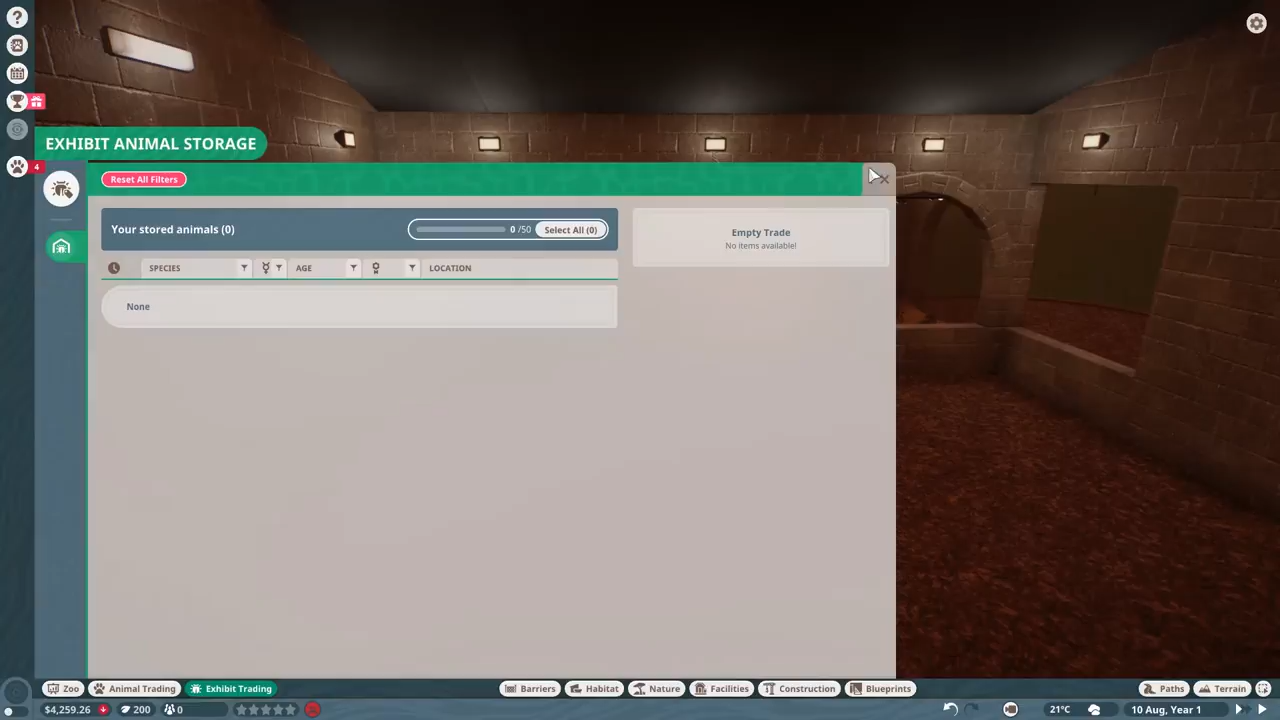 4
EXHIBIT ANIMAL STORAGE
Reset All Filters
Your stored animals (0)
0 /50
Select All (0)
Empty Trade
No items available!
SPECIES
AGE
LOCATION
None
Zoo
Animal Trading
Exhibit Trading
Barriers
Habitat
Nature
Facilities
Construction
Blueprints
Paths
Terrain
$4,259.26
200
0
21°C
10 Aug, Year 1